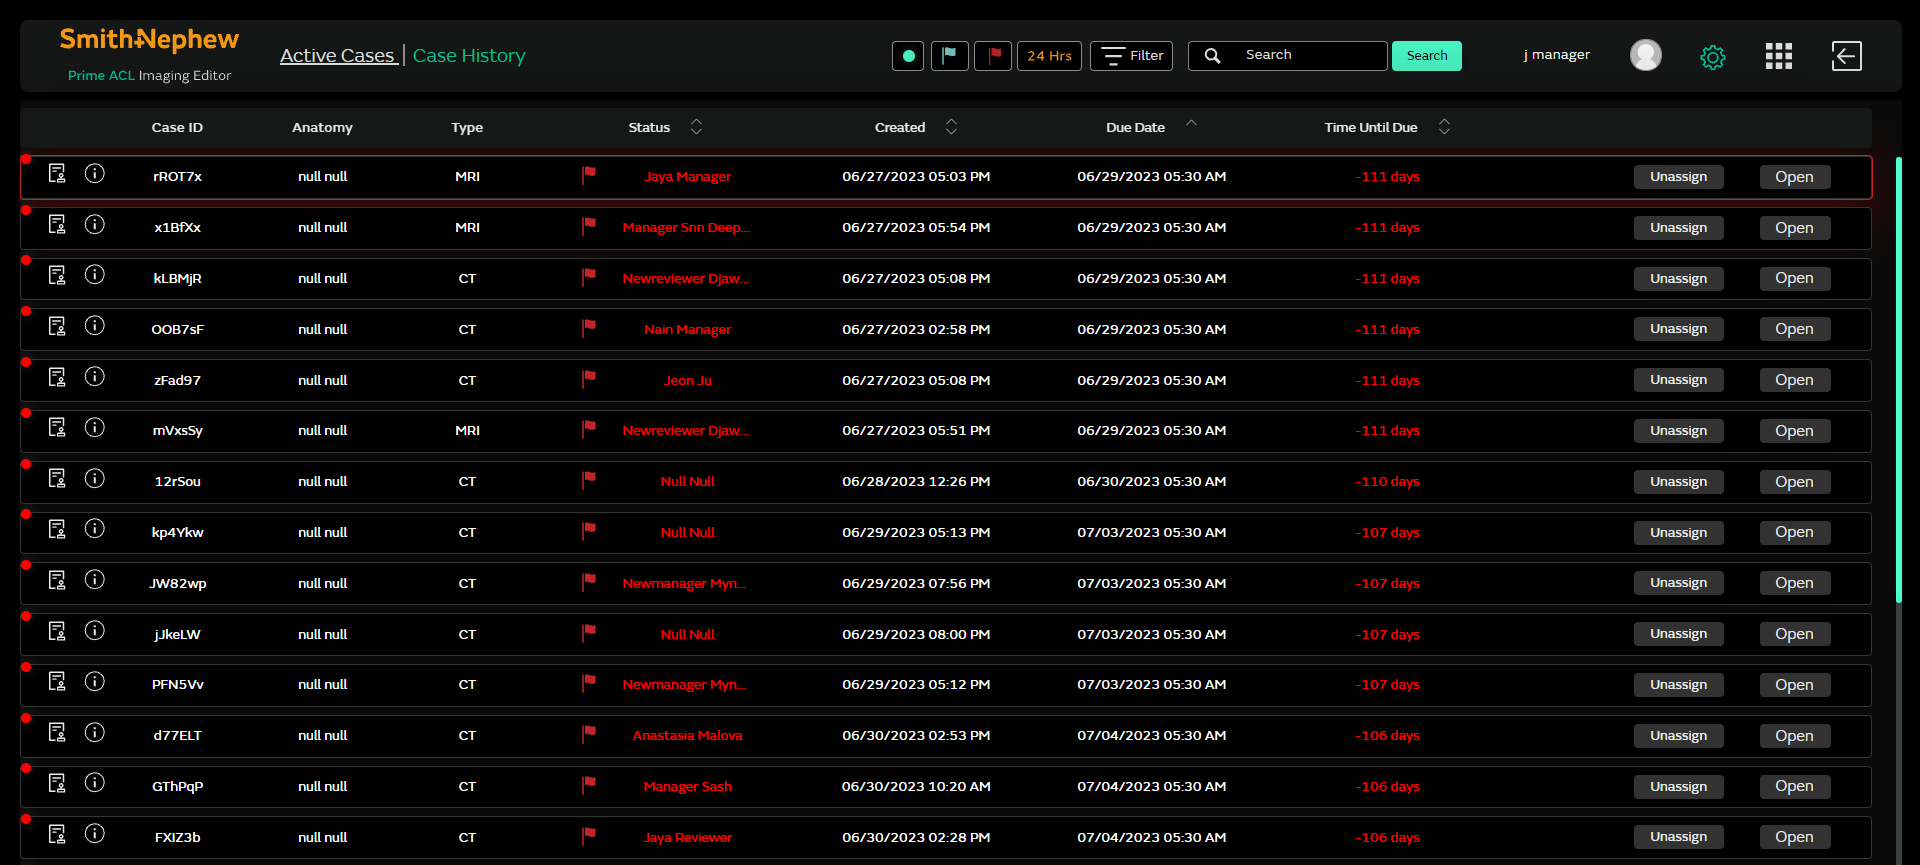 Smith+Nephew
Prime ACL Imaging Editor
Active Cases | Case History
24 Hrs Filter Search Search j manager
Case ID Anatomy Type Status Created Due Date Time Until Due
rROT7x null null MRI Jaya Manager 06/27/2023 05:03 PM 06/29/2023 05:30 AM -111 days Unassign Open
x1BfXx null null MRI Manager Snn Deep... 06/27/2023 05:54 PM 06/29/2023 05:30 AM -111 days Unassign Open
kLBMjR null null CT Newreviewer Djaw... 06/27/2023 05:08 PM 06/29/2023 05:30 AM -111 days Unassign Open
OOB7sF null null CT Nain Manager 06/27/2023 02:58 PM 06/29/2023 05:30 AM -111 days Unassign Open
zFad97 null null CT Jeon Ju 06/27/2023 05:08 PM 06/29/2023 05:30 AM -111 days Unassign Open
mVxsSy null null MRI Newreviewer Djaw... 06/27/2023 05:51 PM 06/29/2023 05:30 AM -111 days Unassign Open
12rSou null null CT Null Null 06/28/2023 12:26 PM 06/30/2023 05:30 AM -110 days Unassign Open
kp4Ykw null null CT Null Null 06/29/2023 05:13 PM 07/03/2023 05:30 AM -107 days Unassign Open
JW82wp null null CT Newmanager Myn... 06/29/2023 07:56 PM 07/03/2023 05:30 AM -107 days Unassign Open
jJkeLW null null CT Null Null 06/29/2023 08:00 PM 07/03/2023 05:30 AM -107 days Unassign Open
PFN5Vv null null CT Newmanager Myn... 06/29/2023 05:12 PM 07/03/2023 05:30 AM -107 days Unassign Open
d77ELT null null CT Anastasia Malova 06/30/2023 02:53 PM 07/04/2023 05:30 AM -106 days Unassign Open
GThPqP null null CT Manager Sash 06/30/2023 10:20 AM 07/04/2023 05:30 AM -106 days Unassign Open
FXIZ3b null null CT Jaya Reviewer 06/30/2023 02:28 PM 07/04/2023 05:30 AM -106 days Unassign Open